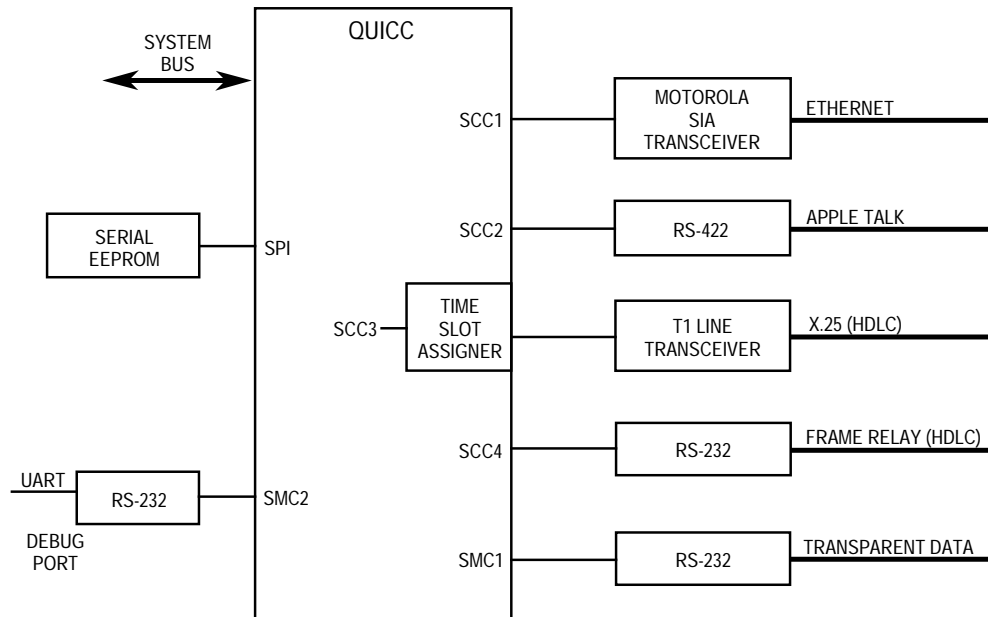 QUICC
SYSTEM
BUS
SCC1
MOTOROLA
SIA
TRANSCEIVER
ETHERNET
SERIAL
EEPROM
SPI
SCC2
RS-422
APPLE TALK
SCC3
TIME
SLOT
ASSIGNER
T1 LINE
TRANSCEIVER
X.25 (HDLC)
SCC4
RS-232
FRAME RELAY (HDLC)
UART
RS-232
SMC2
DEBUG
PORT
SMC1
RS-232
TRANSPARENT DATA